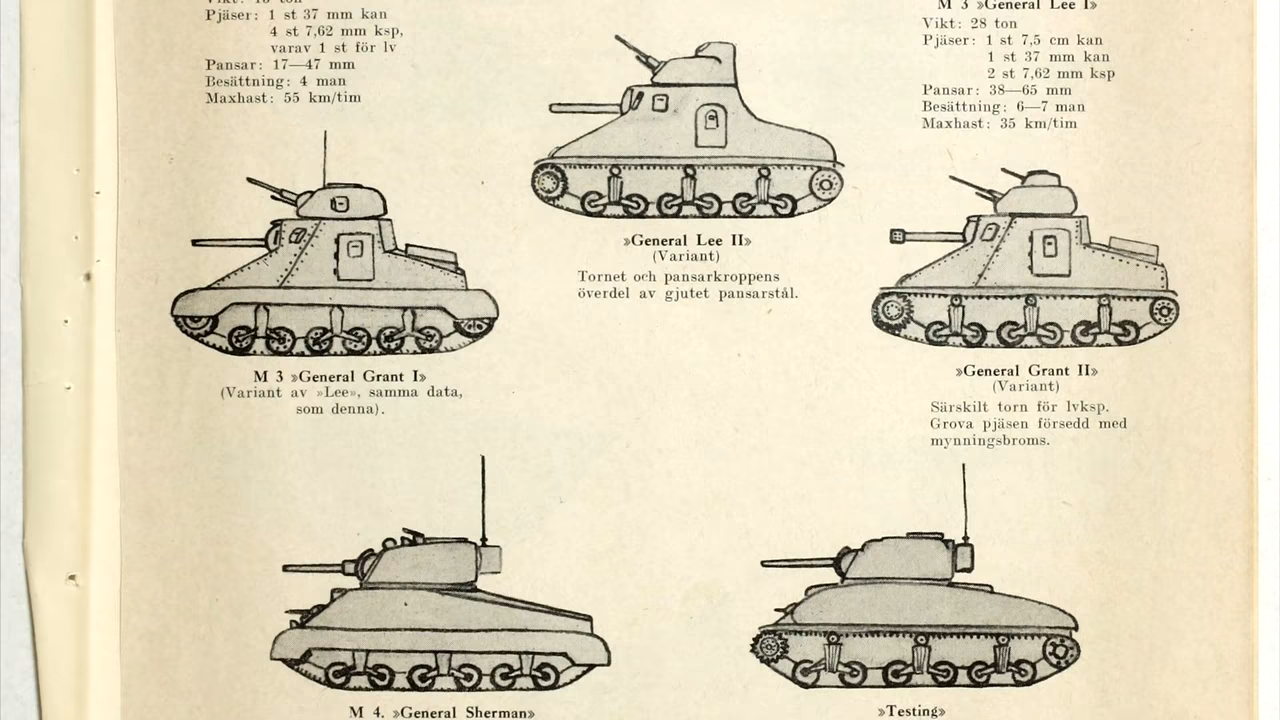 Pjäser: 1 st 37 mm kan
4 st 7,62 mm ksp,
varav 1 st för lv
Pansar: 17—47 mm
Besättning: 4 man
Maxhast: 55 km/tim
M 3 »General Lee I»
Vikt: 28 ton
Pjäser: 1 st 7,5 cm kan
1 st 37 mm kan
2 st 7,62 mm ksp
Pansar: 38—65 mm
Besättning: 6—7 man
Maxhast: 35 km/tim
»General Lee II»
(Variant)
Tornet och pansarkroppens
överdel av gjutet pansarstål.
M 3 »General Grant I»
(Variant av »Lee», samma data,
som denna).
»General Grant II»
(Variant)
Särskilt torn för lvksp.
Grova pjäsen försedd med
mynningsbroms.
M 4. »General Sherman»
»Testing»